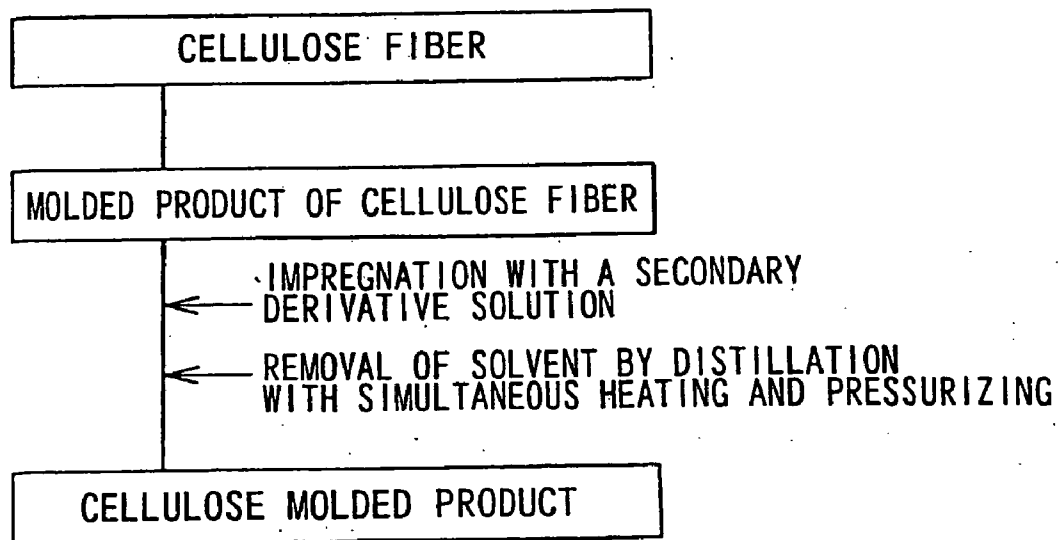 CELLULOSE FIBER
MOLDED PRODUCT OF CELLULOSE FIBER
IMPREGNATION WITH A SECONDARY
DERIVATIVE SOLUTION
REMOVAL OF SOLVENT BY DISTILLATION
WITH SIMULTANEOUS HEATING AND PRESSURIZING
CELLULOSE MOLDED PRODUCT